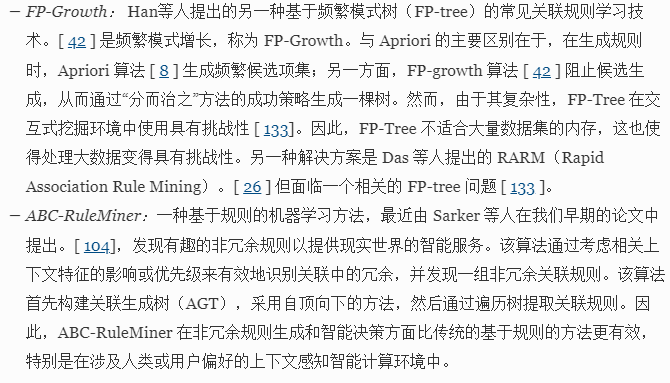 – FP-Growth： Han等人提出的另一种基于频繁模式树（FP-tree）的常见关联规则学习技
术。[ 42 ] 是频繁模式增长，称为 FP-Growth。与 Apriori 的主要区别在于，在生成规则
时，Apriori 算法 [ 8 ] 生成频繁候选项集；另一方面，FP-growth 算法 [ 42 ] 阻止候选生
成，从而通过“分而治之”方法的成功策略生成一棵树。然而，由于其复杂性，FP-Tree 在交
互式挖掘环境中使用具有挑战性 [ 133]。因此，FP-Tree 不适合大量数据集的内存，这也使
得处理大数据变得具有挑战性。另一种解决方案是 Das 等人提出的 RARM（Rapid
Association Rule Mining）。[ 26 ] 但面临一个相关的 FP-tree 问题 [ 133 ]。
– ABC-RuleMiner：一种基于规则的机器学习方法，最近由 Sarker 等人在我们早期的论文中
提出。[ 104]，发现有趣的非冗余规则以提供现实世界的智能服务。该算法通过考虑相关上
下文特征的影响或优先级来有效地识别关联中的冗余，并发现一组非冗余关联规则。该算法
首先构建关联生成树（AGT），采用自顶向下的方法，然后通过遍历树提取关联规则。因
此，ABC-RuleMiner 在非冗余规则生成和智能决策方面比传统的基于规则的方法更有效，
特别是在涉及人类或用户偏好的上下文感知智能计算环境中。